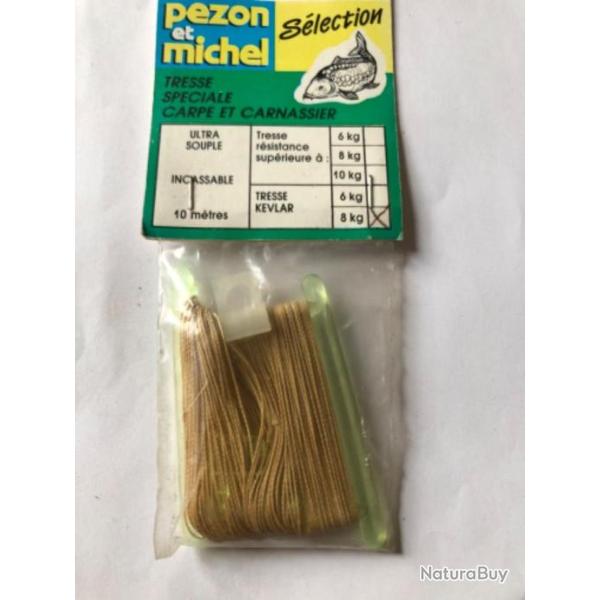 pezon
et
michel
Sélection
TRESSE
SPECIALE
CARPE ET CARNASSIER
ULTRA
SOUPLE
INCASSABLE
10 mètres
Tresse
résistance
supérieure à :
6 kg
8 kg
10 kg
TRESSE
KEVLAR
6 kg
8 kg
NaturaBuy